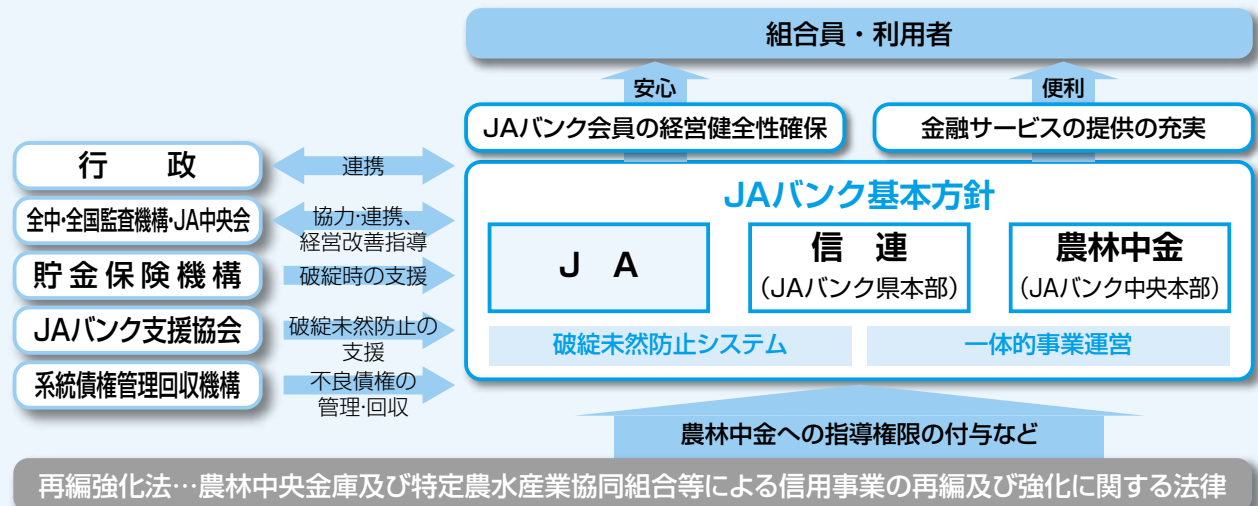 組合員・利用者
安心
便利
JAバンク会員の経営健全性確保
金融サービスの提供の充実
行　政
連携
全中・全国監査機構・JA中央会
協力・連携、
経営改善指導
貯金保険機構
破綻時の支援
JAバンク支援協会
破綻未然防止の
支援
系統債権管理回収機構
不良債権の
管理・回収
JAバンク基本方針
J A
信　連
（JAバンク県本部）
農林中金
（JAバンク中央本部）
破綻未然防止システム
一体的事業運営
農林中金への指導権限の付与など
再編強化法…農林中央金庫及び特定農水産業協同組合等による信用事業の再編及び強化に関する法律